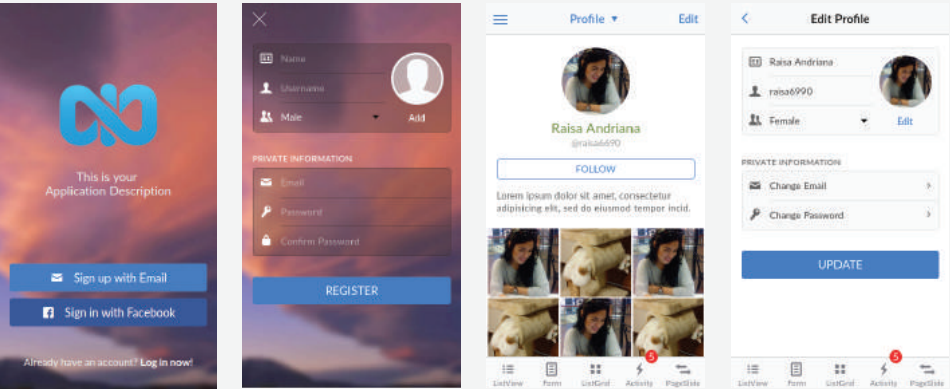 This is your
Application Description
Sign up with Email
f Sign in with Facebook
Already have an account? Log in now!
Name
Username
Male
Add
PRIVATE INFORMATION
Email
Password
Confirm Password
REGISTER
Profile ▼ Edit
Raisa Andriana
@raisa6690
FOLLOW
Lorem ipsum dolor sit amet, consectetur
adipisicing elit, sed do eiusmod tempor incid.
5
ListView Form ListGrid Activity PageSlide
Edit Profile
Raisa Andriana
raisa6990
Female
Edit
PRIVATE INFORMATION
Change Email
Change Password
UPDATE
5
ListView Form ListGrid Activity PageSlide